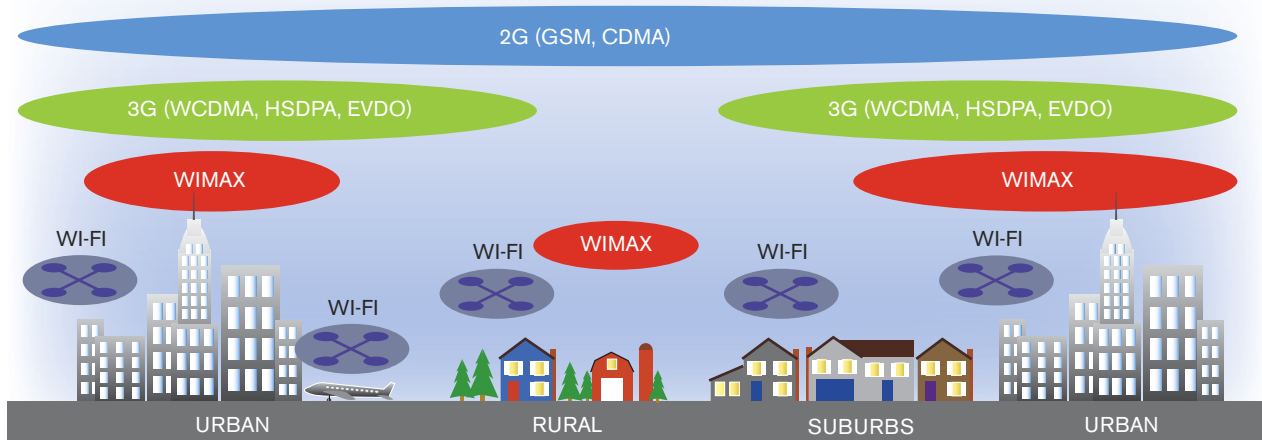 2G (GSM, CDMA)
3G (WCDMA, HSDPA, EVDO)
3G (WCDMA, HSDPA, EVDO)
WIMAX
WIMAX
WI-FI
WI-FI
WIMAX
WI-FI
WI-FI
WI-FI
URBAN
RURAL
SUBURBS
URBAN